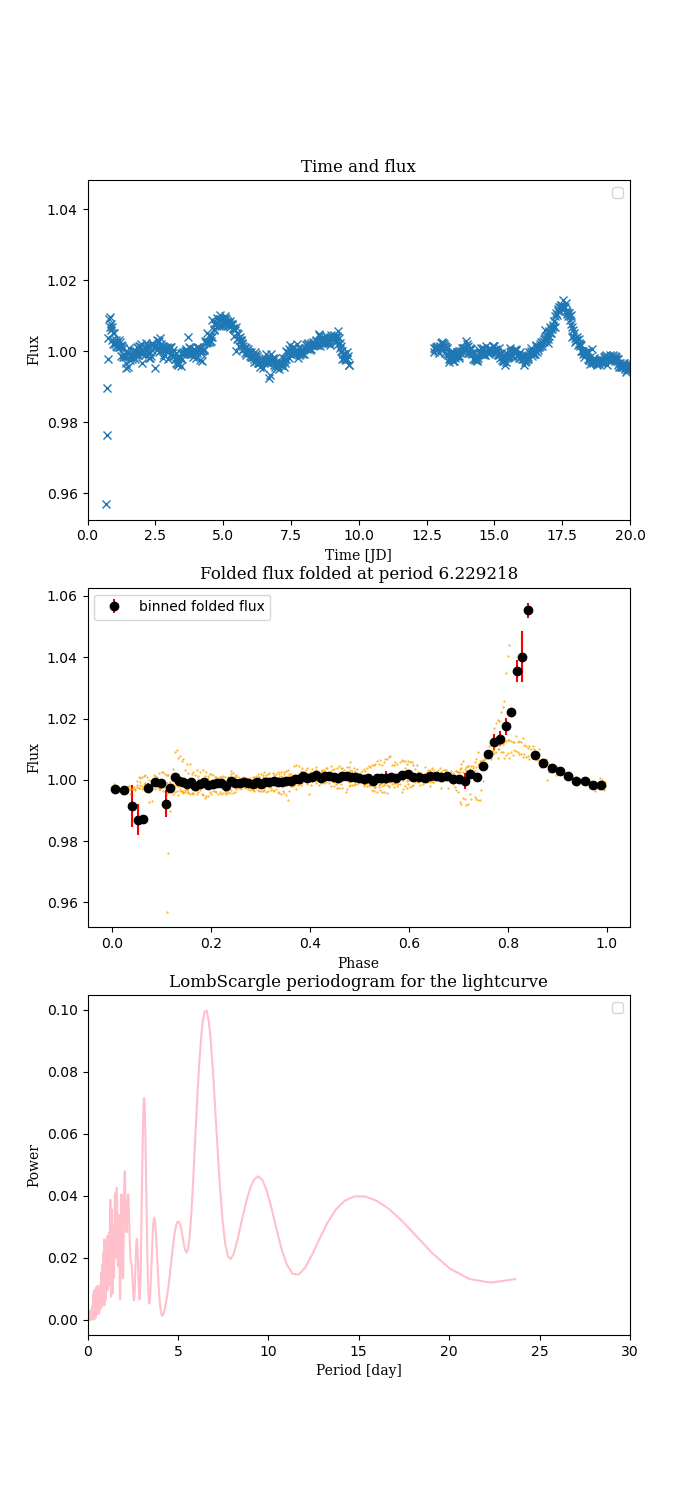 Time and flux
1.04
1.02
1.00
0.98
0.96
Flux
0.0 2.5 5.0 7.5 10.0 12.5 15.0 17.5 20.0
Time [JD]
Folded flux folded at period 6.229218
binned folded flux
1.06
1.04
1.02
1.00
0.98
0.96
Flux
0.0 0.2 0.4 0.6 0.8 1.0
Phase
LombScargle periodogram for the lightcurve
0.10
0.08
0.06
0.04
0.02
0.00
Power
0 5 10 15 20 25 30
Period [day]